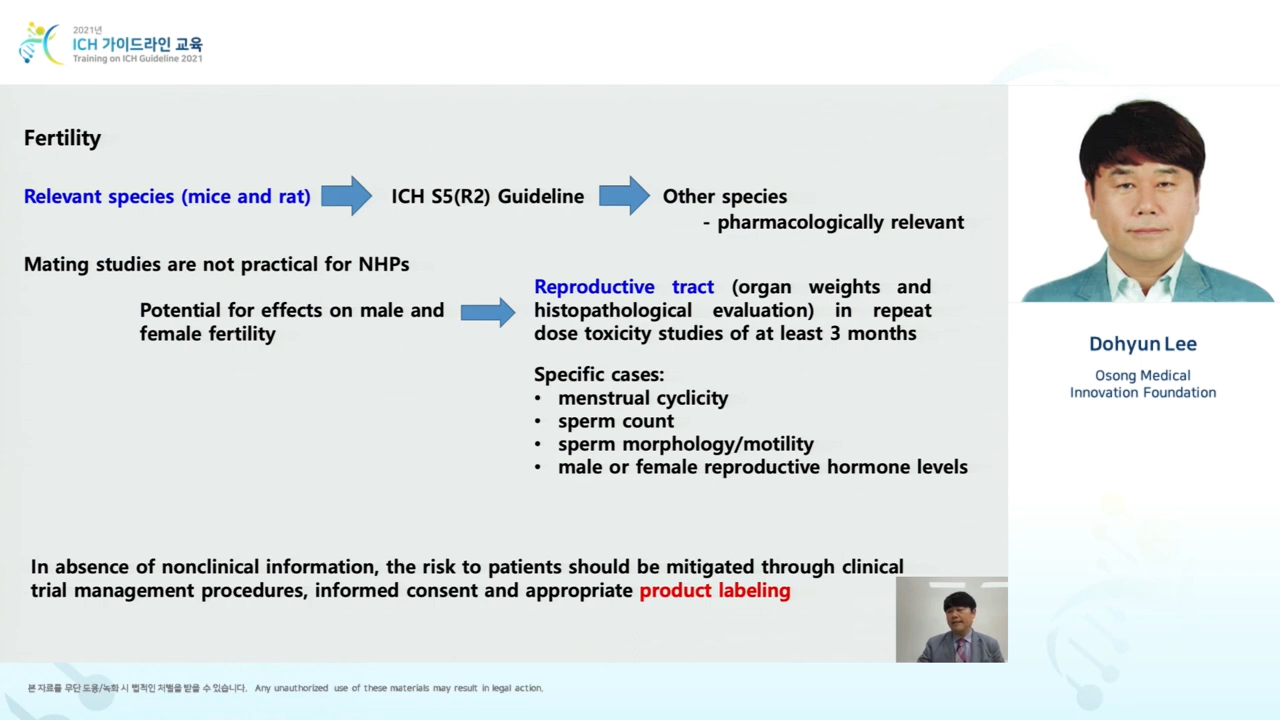 2021년
ICH 가이드라인 교육
Training on ICH Guideline 2021
Fertility
Relevant species (mice and rat)
ICH S5(R2) Guideline
Other species
- pharmacologically relevant
Mating studies are not practical for NHPs
Potential for effects on male and
female fertility
Reproductive tract (organ weights and
histopathological evaluation) in repeat
dose toxicity studies of at least 3 months
Specific cases:
• menstrual cyclicity
• sperm count
• sperm morphology/motility
• male or female reproductive hormone levels
In absence of nonclinical information, the risk to patients should be mitigated through clinical
trial management procedures, informed consent and appropriate product labeling
Dohyun Lee
Osong Medical
Innovation Foundation
본 자료를 무단 도용/녹화 시 법적인 처벌을 받을 수 있습니다. Any unauthorized use of these materials may result in legal action.